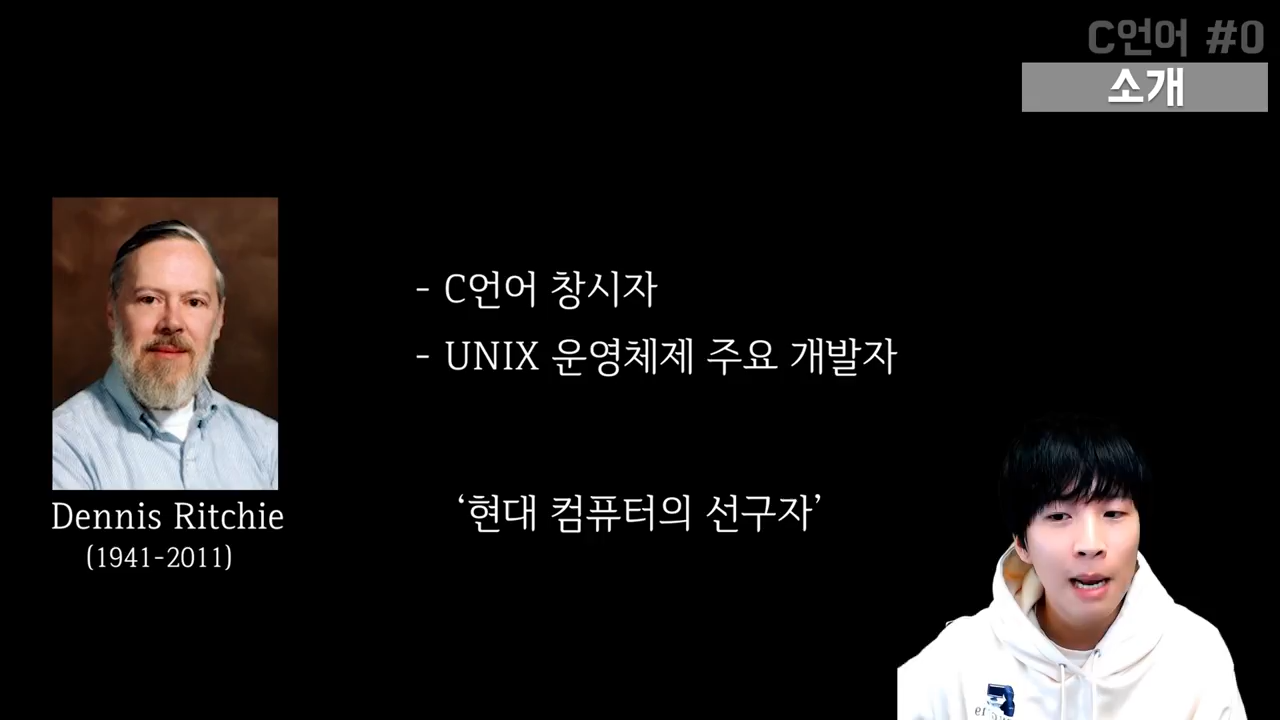 C언어 #0
소개
- C언어 창시자
- UNIX 운영체제 주요 개발자
‘현대 컴퓨터의 선구자’
Dennis Ritchie
(1941-2011)